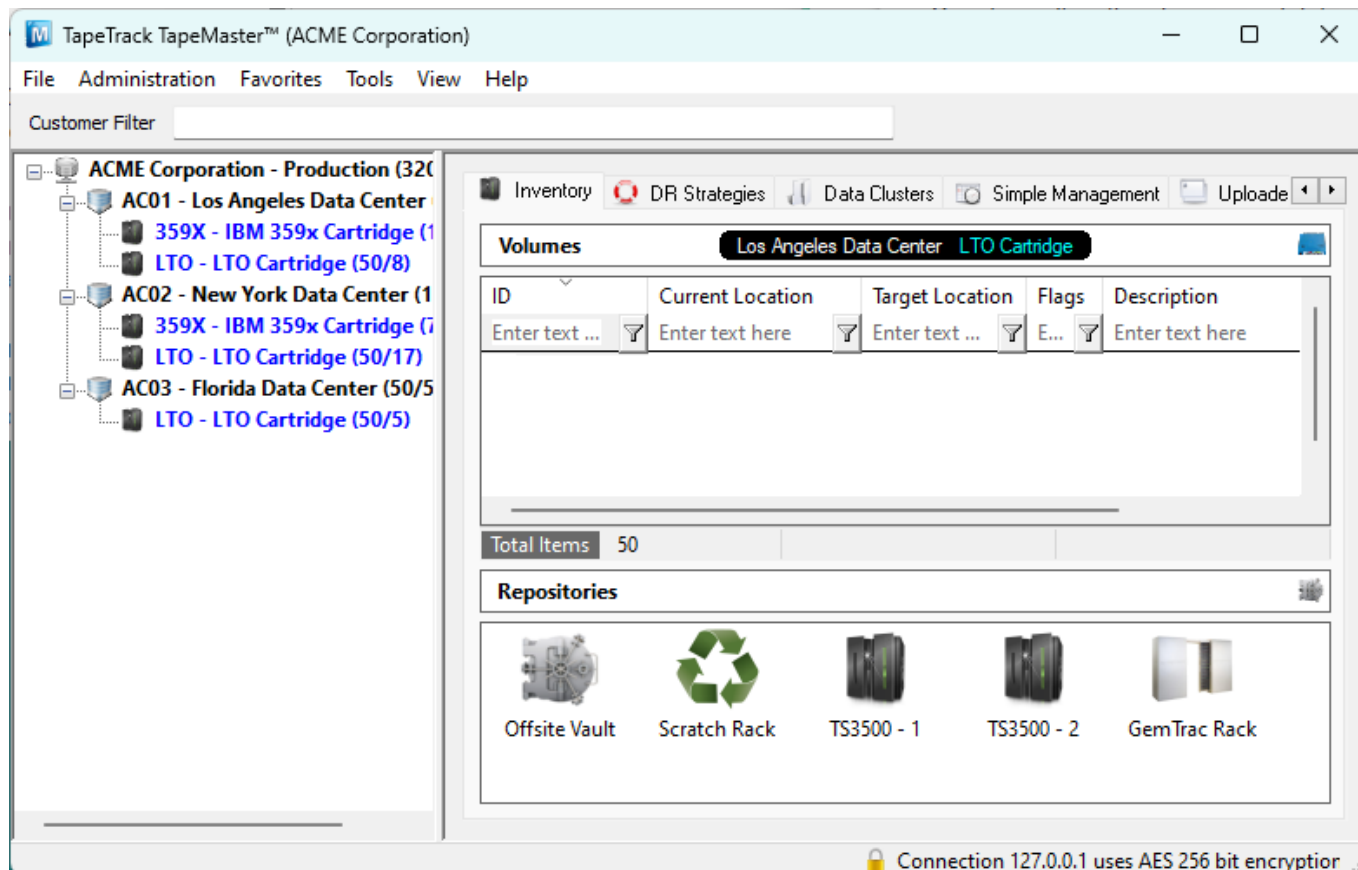 TapeTrack TapeMaster™ (ACME Corporation)
File Administration Favorites Tools View Help
Customer Filter
ACME Corporation - Production (320
AC01 - Los Angeles Data Center
359X - IBM 359x Cartridge (1
LTO - LTO Cartridge (50/8)
AC02 - New York Data Center (1
359X - IBM 359x Cartridge (7
LTO - LTO Cartridge (50/17)
AC03 - Florida Data Center (50/5
LTO - LTO Cartridge (50/5)
Inventory DR Strategies Data Clusters Simple Management Uploade
Volumes Los Angeles Data Center LTO Cartridge
ID Current Location Target Location Flags Description
Enter text ... Enter text here Enter text ... E... Enter text here
Total Items 50
Repositories
Offsite Vault Scratch Rack TS3500 - 1 TS3500 - 2 GemTrac Rack
Connection 127.0.0.1 uses AES 256 bit encryption